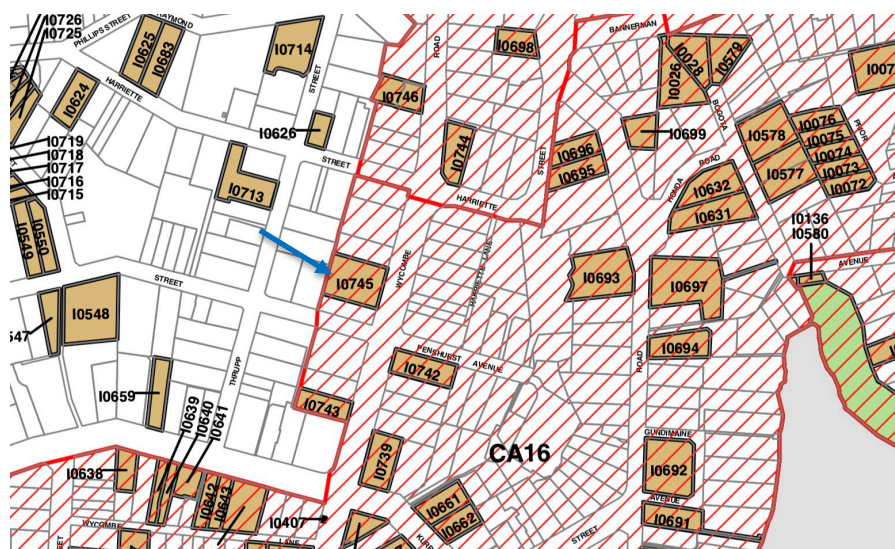 I0726
I0725
PHILLIPS STREET
RAYMOND
I0625
I0683
I0714
ROAD
I0698
BANNERMAN
I0028
I0579
I0026
I0624
HARRIETTE
STREET
I0746
BOGOTA
I0626
I0744
I0699
I0578
I0076
I0075
I0074
I0073
I0072
PRIOR
I0719
I0718
I0717
I0716
I0715
STREET
I0696
I0695
STREET
I0577
I0713
HARRIETTE
HONDA
ROAD
I0632
I0631
I0136
I0580
I0550
I0549
STREET
I0745
WYCOMBE
HARRIETTE LANE
I0693
I0697
AVENUE
I0548
I0694
THRUPP
PENSHURST
AVENUE
I0742
ROAD
I0659
I0639
I0640
I0641
I0743
CA16
GUNDIMAINE
I0739
I0692
I0638
I0642
I0643
I0407
I0661
I0662
AVENUE
I0691
WYCOMBE
LANE
STREET
STREET